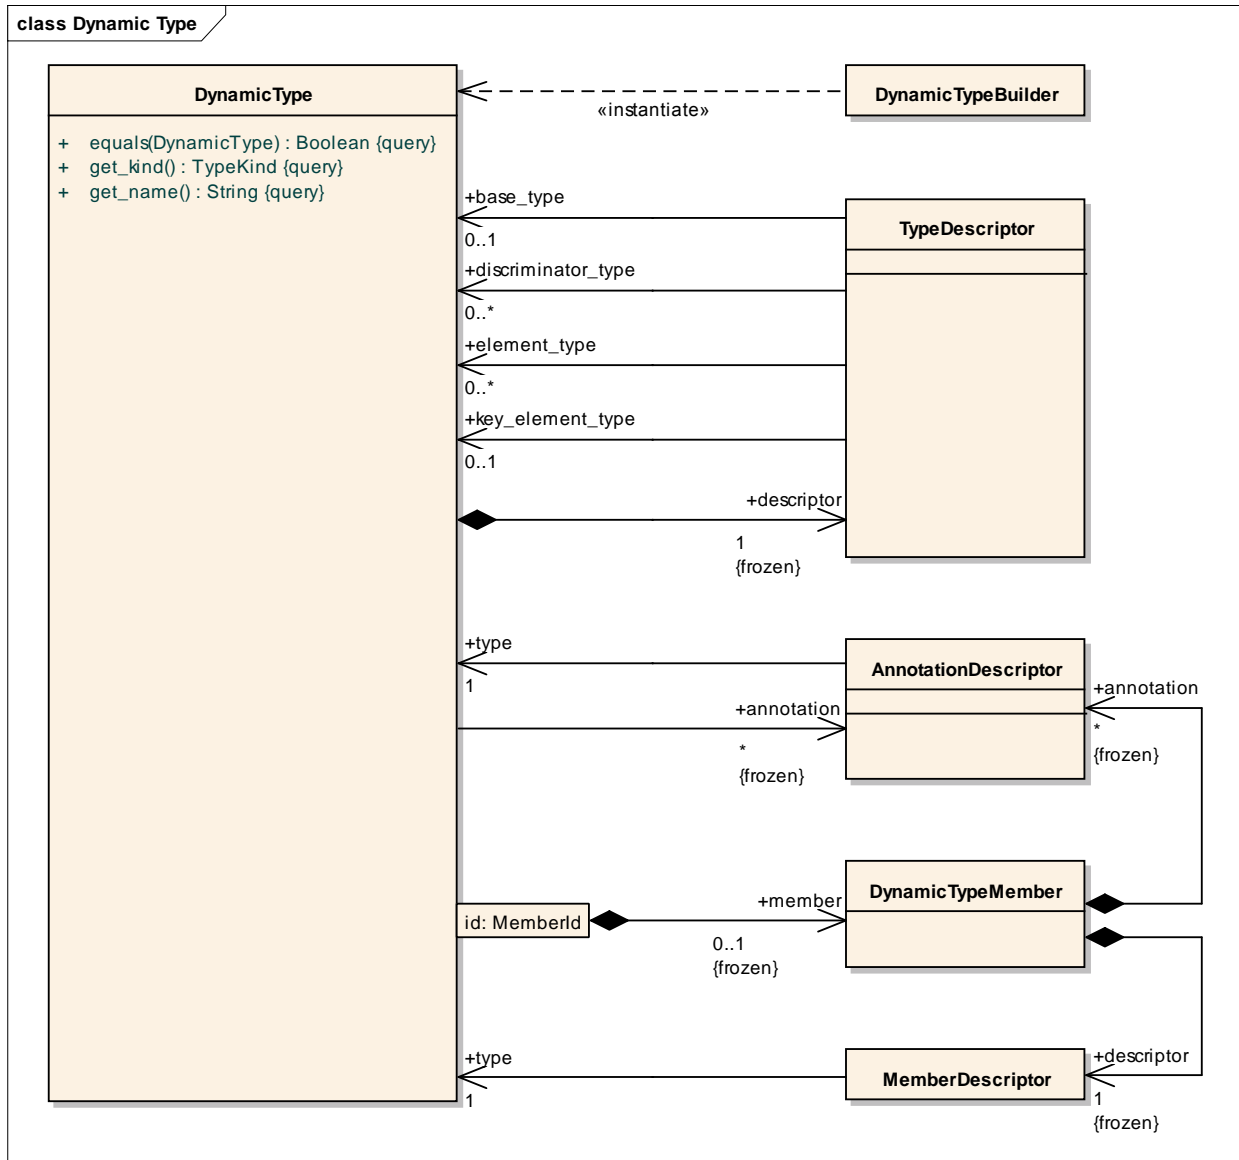 class Dynamic Type
DynamicType
+ equals(DynamicType) : Boolean {query}
+ get_kind() : TypeKind {query}
+ get_name() : String {query}
«instantiate»
DynamicTypeBuilder
+base_type
0..1
TypeDescriptor
+discriminator_type
0..*
+element_type
0..*
+key_element_type
0..1
+descriptor
1
{frozen}
+type
1
AnnotationDescriptor
+annotation
*
{frozen}
+annotation
*
{frozen}
id: MemberId
+member
0..1
{frozen}
DynamicTypeMember
+type
1
MemberDescriptor
+descriptor
1
{frozen}